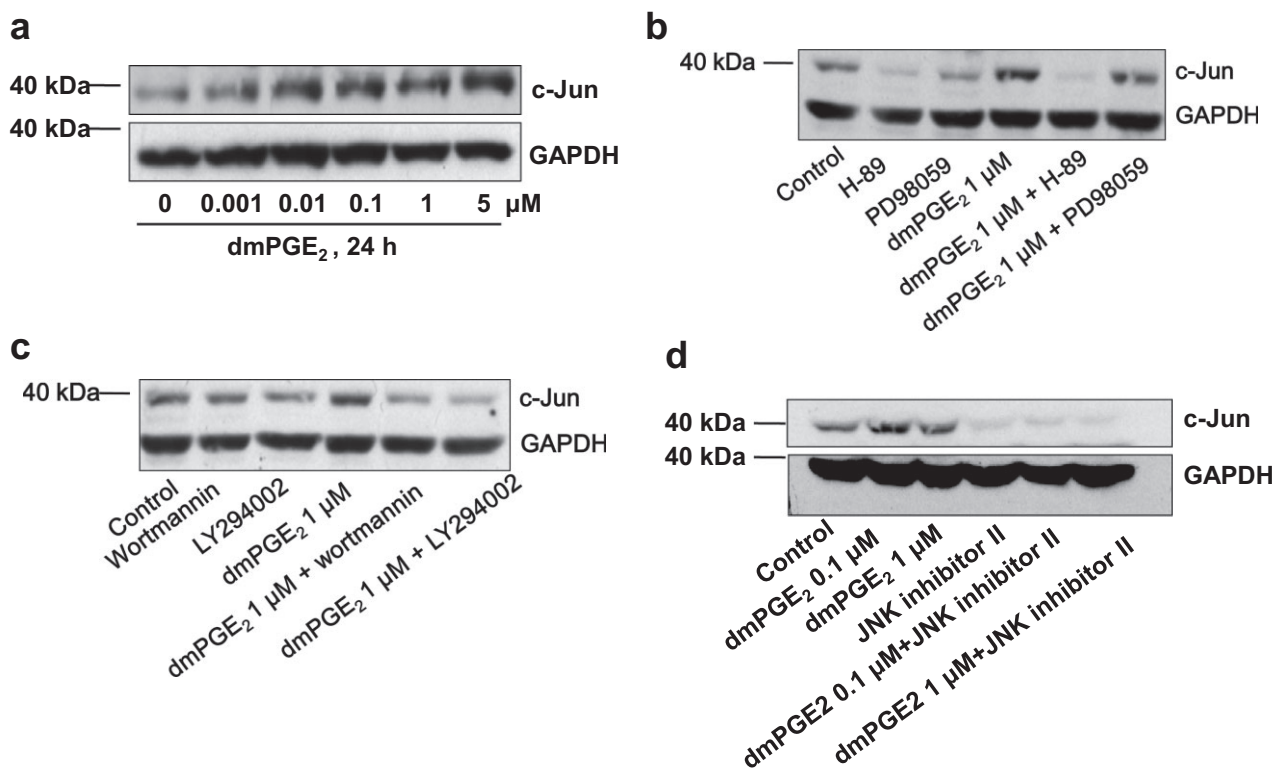 a
40 kDa
c-Jun
40 kDa
GAPDH
0 0.001 0.01 0.1 1 5 µM
dmPGE₂ , 24 h
b
40 kDa
c-Jun
GAPDH
Control
H-89
PD98059
dmPGE₂ 1 µM
dmPGE₂ 1 µM + H-89
dmPGE₂ 1 µM + PD98059
c
40 kDa
c-Jun
GAPDH
Control
Wortmannin
LY294002
dmPGE₂ 1 µM
dmPGE₂ 1 µM + wortmannin
dmPGE₂ 1 µM + LY294002
d
40 kDa
c-Jun
40 kDa
GAPDH
Control
dmPGE₂ 0.1 µM
dmPGE₂ 1 µM
JNK inhibitor II
dmPGE2 0.1 µM+JNK inhibitor II
dmPGE2 1 µM+JNK inhibitor II